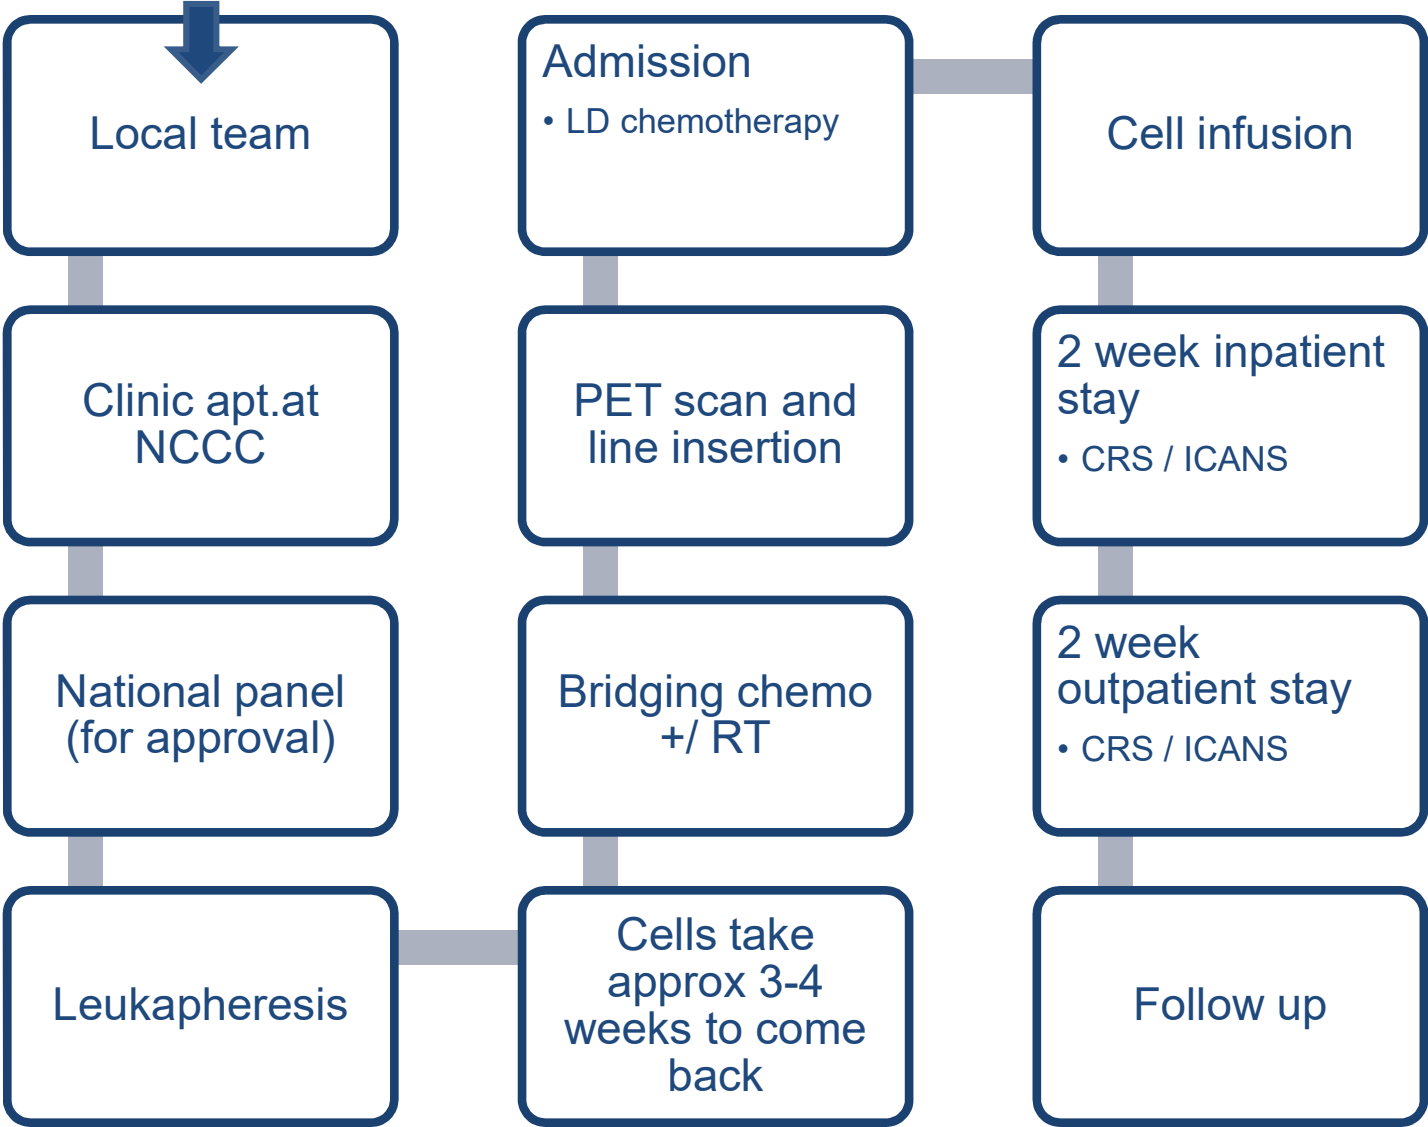 Local team
Clinic apt.at
NCCC
National panel
(for approval)
Leukapheresis
Cells take
approx 3-4
weeks to come
back
Bridging chemo
+/ RT
PET scan and
line insertion
Admission
• LD chemotherapy
Cell infusion
2 week inpatient
stay
• CRS / ICANS
2 week
outpatient stay
• CRS / ICANS
Follow up